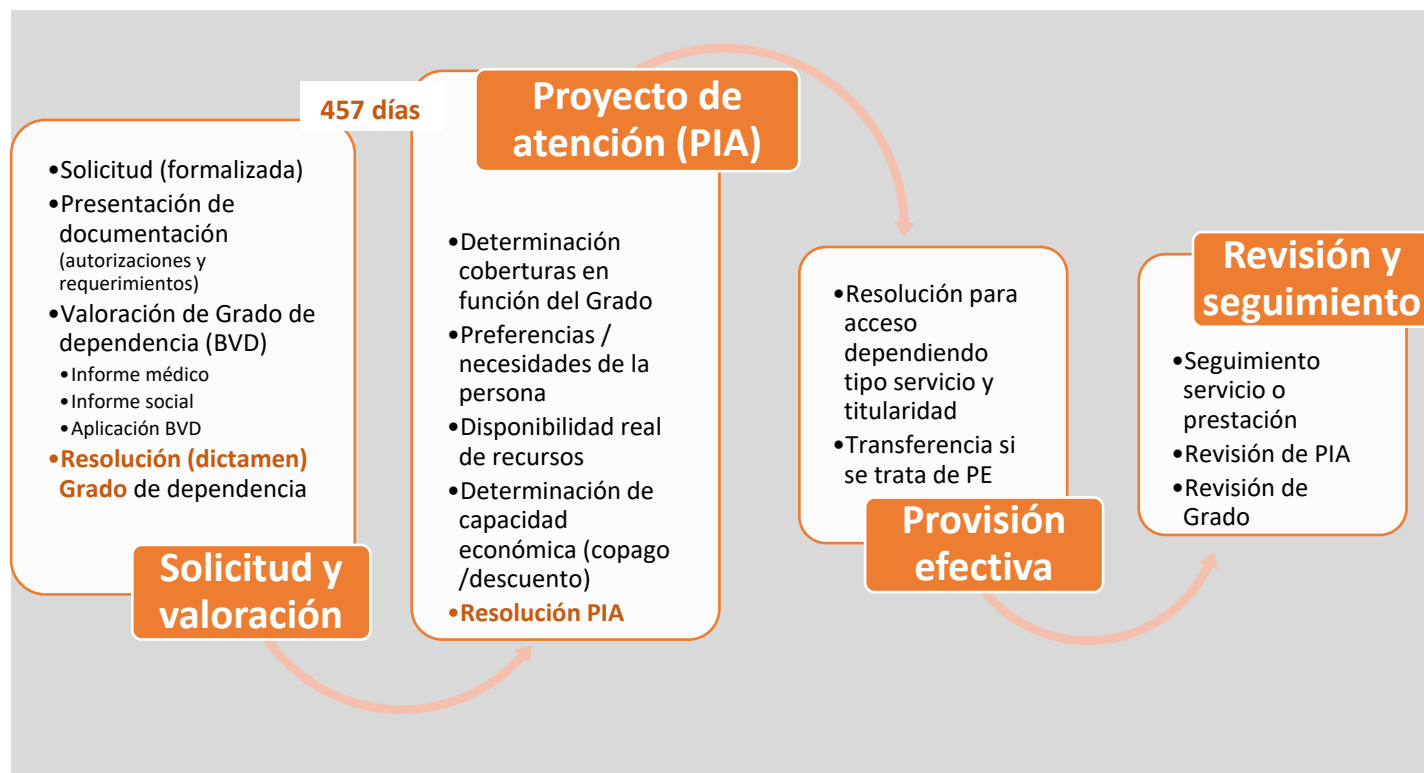 •Solicitud (formalizada)
•Presentación de
documentación
(autorizaciones y
requerimientos)
•Valoración de Grado de
dependencia (BVD)
•Informe médico
•Informe social
•Aplicación BVD
•Resolución (dictamen)
Grado de dependencia
Solicitud y
valoración
457 días
Proyecto de
atención (PIA)
•Determinación
coberturas en
función del Grado
•Preferencias /
necesidades de la
persona
•Disponibilidad real
de recursos
•Determinación de
capacidad
económica (copago
/descuento)
•Resolución PIA
•Resolución para
acceso
dependiendo
tipo servicio y
titularidad
•Transferencia si
se trata de PE
Provisión
efectiva
Revisión y
seguimiento
•Seguimiento
servicio o
prestación
•Revisión de PIA
•Revisión de
Grado